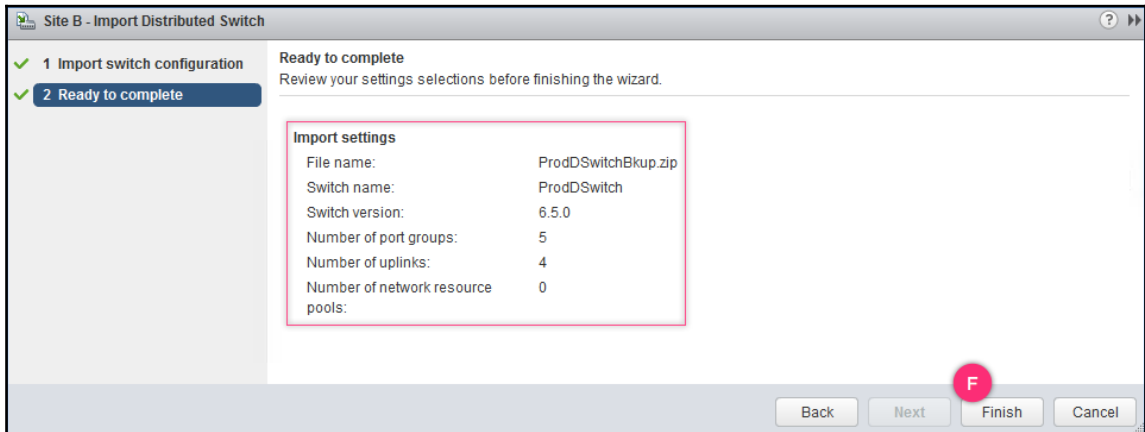 Site B - Import Distributed Switch
1 Import switch configuration
2 Ready to complete
Ready to complete
Review your settings selections before finishing the wizard.
Import settings
File name: ProdDSwitchBkup.zip
Switch name: ProdDSwitch
Switch version: 6.5.0
Number of port groups: 5
Number of uplinks: 4
Number of network resource 0
pools:
F
Back Next Finish Cancel